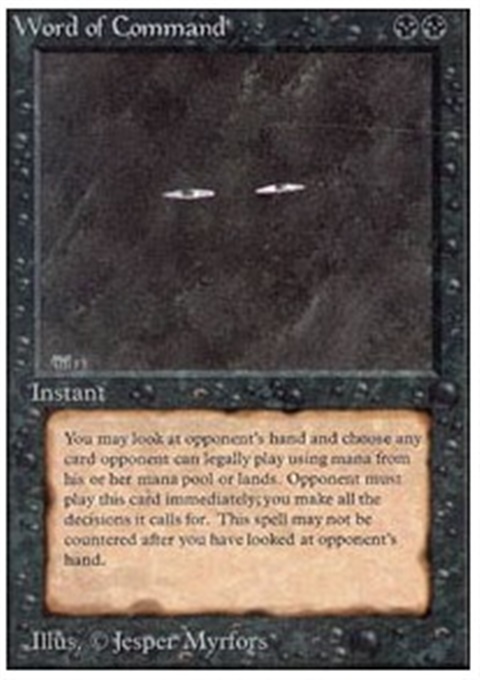 Word of Command
Instant
You may look at opponent's hand and choose any
card opponent can legally play using mana from
his or her mana pool or lands. Opponent must
play this card immediately; you make all the
decisions it calls for. This spell may not be
countered after you have looked at opponent's
hand.
Illus. © Jesper Myrfors